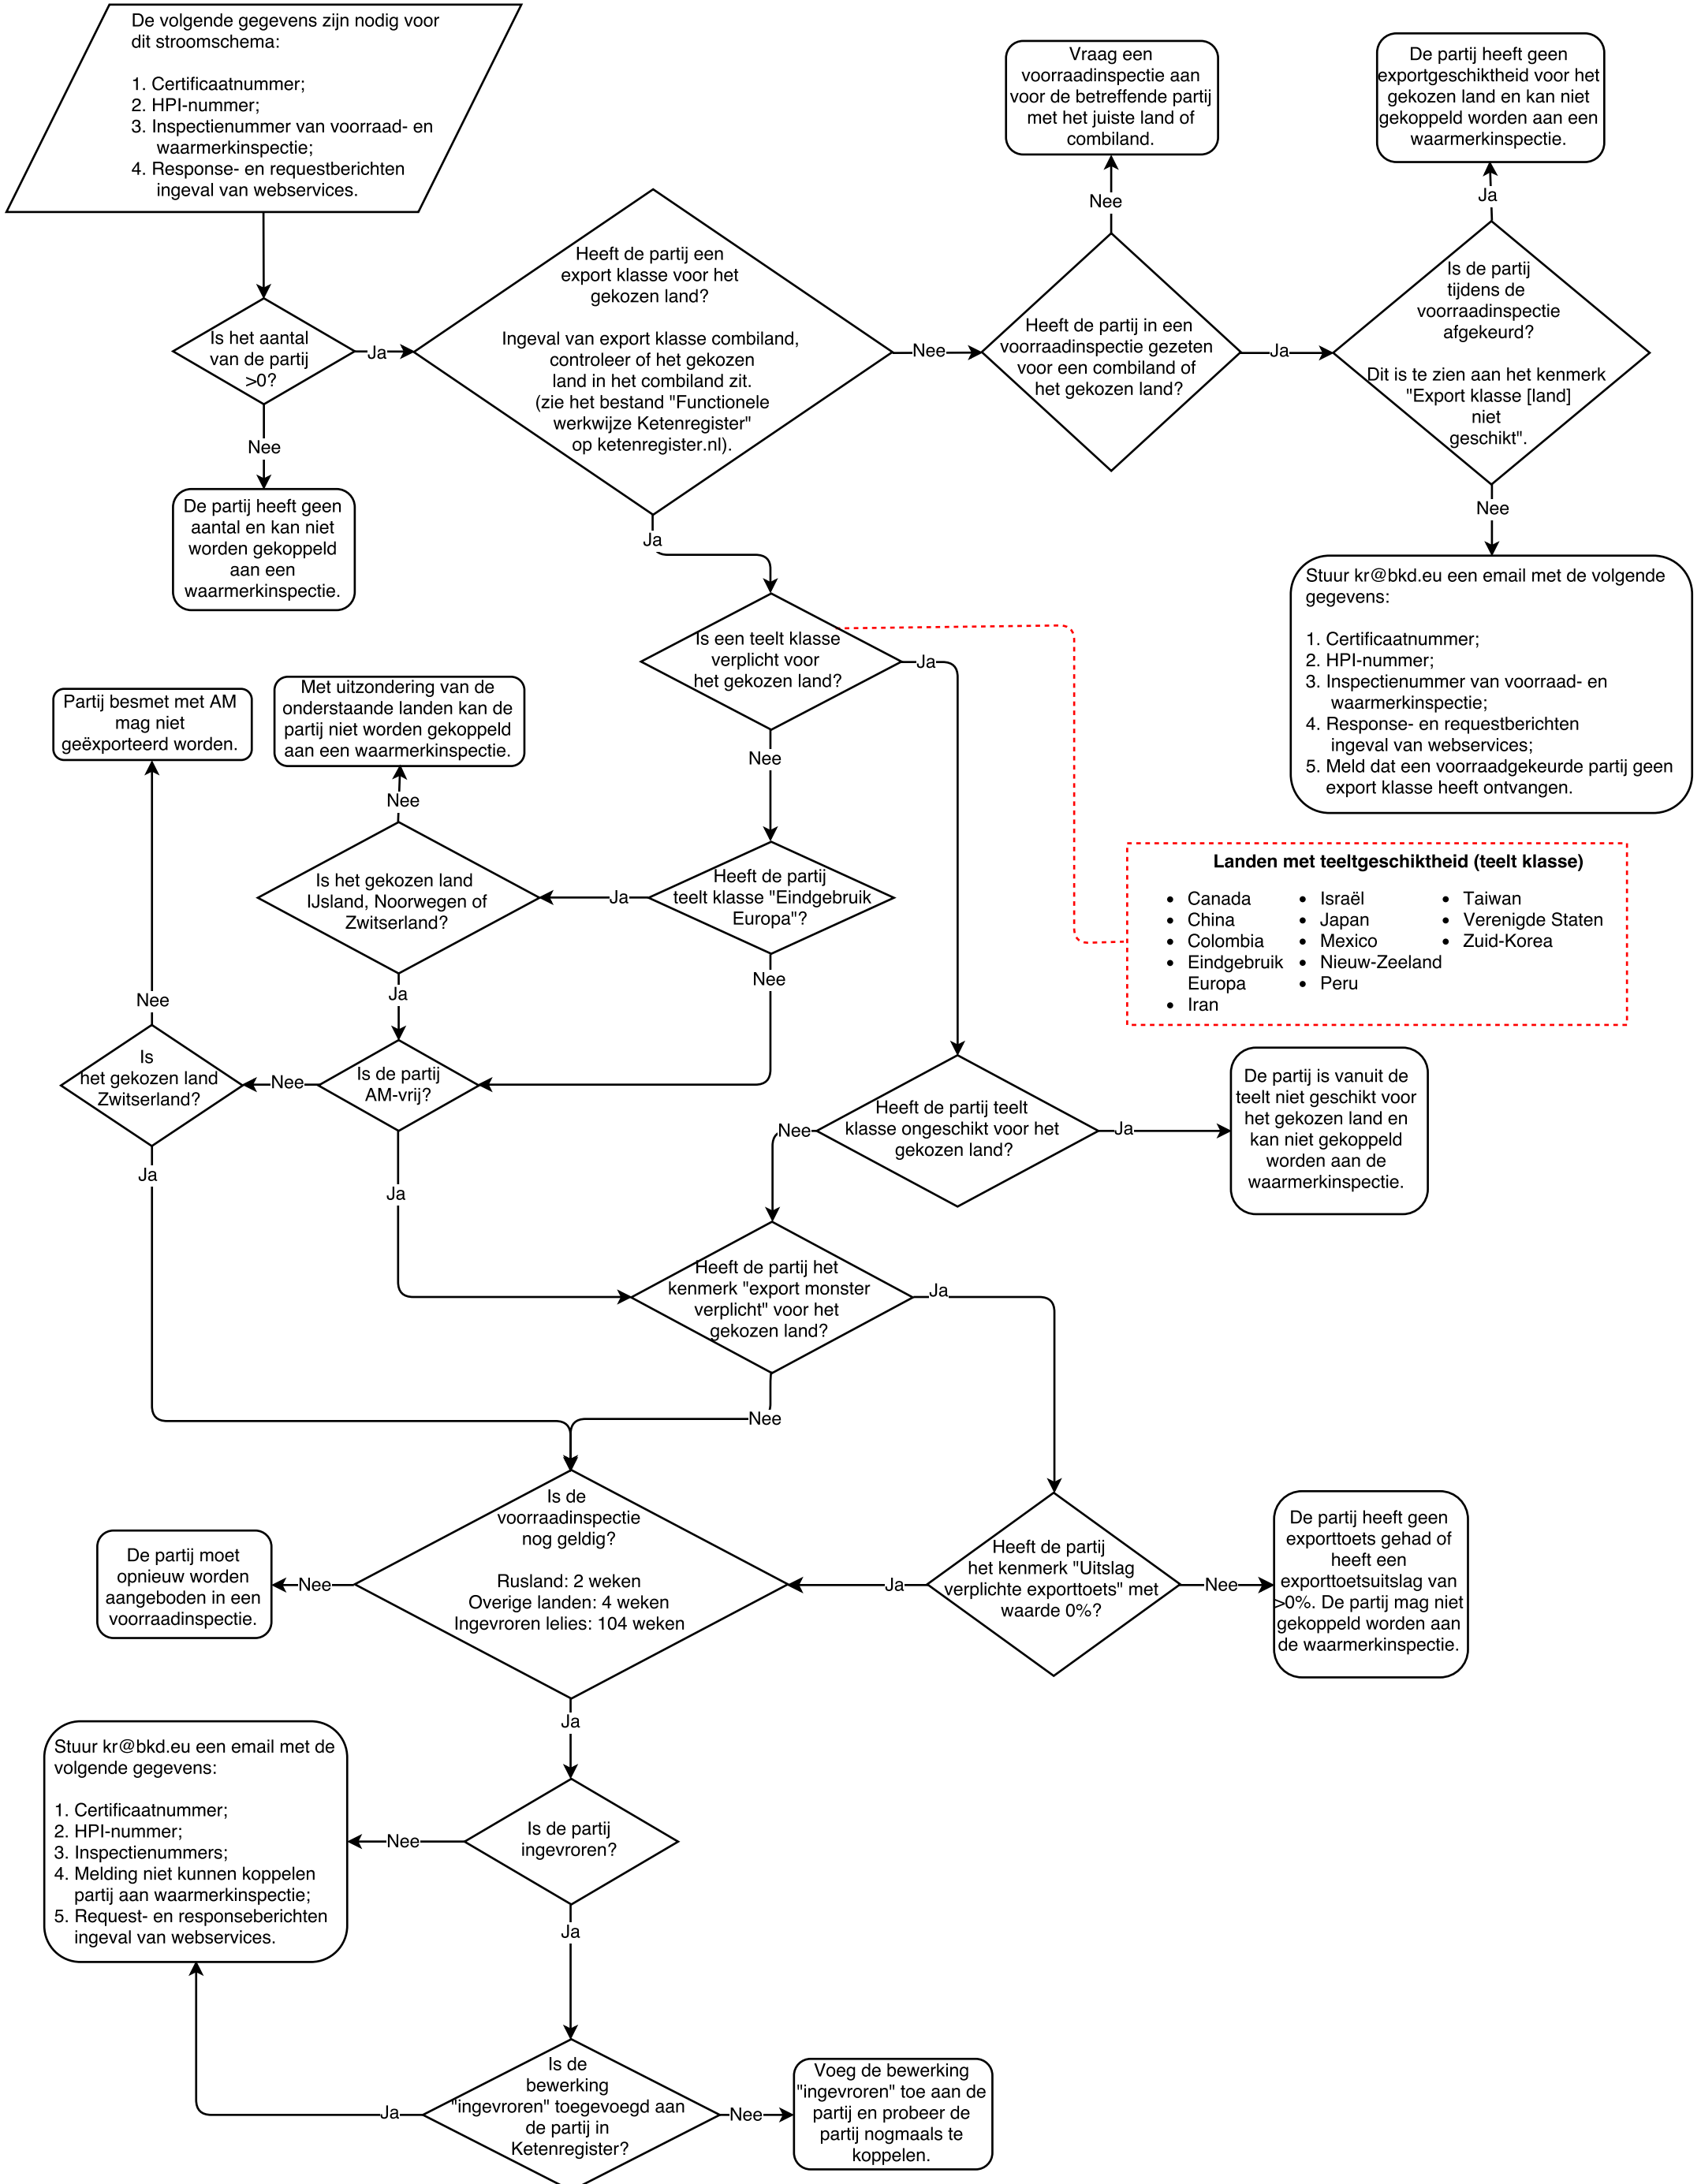 De volgende gegevens zijn nodig voor
dit stroomschema:
1. Certificaatnummer;
2. HPI-nummer;
3. Inspectienummer van voorraad- en
waarmerkinspectie;
4. Response- en requestberichten
ingeval van webservices.
Is het aantal
van de partij
>0?
Ja
Nee
De partij heeft geen
aantal en kan niet
worden gekoppeld
aan een
waarmerkinspectie.
Heeft de partij een
export klasse voor het
gekozen land?
Ingeval van export klasse combiland,
controleer of het gekozen
land in het combiland zit.
(zie het bestand "Functionele
werkwijze Ketenregister"
op ketenregister.nl).
Nee
Ja
Heeft de partij in een
voorraadinspectie gezeten
voor een combiland of
het gekozen land?
Nee
Vraag een
voorraadinspectie aan
voor de betreffende partij
met het juiste land of
combiland.
Ja
Is de partij
tijdens de
voorraadinspectie
afgekeurd?
Dit is te zien aan het kenmerk
"Export klasse [land]
niet
geschikt".
Ja
De partij heeft geen
exportgeschiktheid voor het
gekozen land en kan niet
gekoppeld worden aan een
waarmerkinspectie.
Nee
Stuur kr@bkd.eu een email met de volgende
gegevens:
1. Certificaatnummer;
2. HPI-nummer;
3. Inspectienummer van voorraad- en
waarmerkinspectie;
4. Response- en requestberichten
ingeval van webservices;
5. Meld dat een voorraadgekeurde partij geen
export klasse heeft ontvangen.
Is een teelt klasse
verplicht voor
het gekozen land?
Ja
Nee
Landen met teeltgeschiktheid (teelt klasse)
• Canada
• China
• Colombia
• Eindgebruik
Europa
• Iran
• Israël
• Japan
• Mexico
• Nieuw-Zeeland
• Peru
• Taiwan
• Verenigde Staten
• Zuid-Korea
Heeft de partij
teelt klasse "Eindgebruik
Europa"?
Ja
Nee
Is het gekozen land
IJsland, Noorwegen of
Zwitserland?
Nee
Met uitzondering van de
onderstaande landen kan de
partij niet worden gekoppeld
aan een waarmerkinspectie.
Ja
Is de partij
AM-vrij?
Nee
Ja
Is
het gekozen land
Zwitserland?
Nee
Partij besmet met AM
mag niet
geëxporteerd worden.
Ja
Heeft de partij teelt
klasse ongeschikt voor het
gekozen land?
Ja
De partij is vanuit de
teelt niet geschikt voor
het gekozen land en
kan niet gekoppeld
worden aan de
waarmerkinspectie.
Nee
Heeft de partij het
kenmerk "export monster
verplicht" voor het
gekozen land?
Ja
Nee
Heeft de partij
het kenmerk "Uitslag
verplichte exporttoets" met
waarde 0%?
Nee
De partij heeft geen
exporttoets gehad of
heeft een
exporttoetsuitslag van
>0%. De partij mag niet
gekoppeld worden aan
de waarmerkinspectie.
Ja
Is de
voorraadinspectie
nog geldig?
Rusland: 2 weken
Overige landen: 4 weken
Ingevroren lelies: 104 weken
Nee
De partij moet
opnieuw worden
aangeboden in een
voorraadinspectie.
Ja
Is de partij
ingevroren?
Nee
Stuur kr@bkd.eu een email met de
volgende gegevens:
1. Certificaatnummer;
2. HPI-nummer;
3. Inspectienummers;
4. Melding niet kunnen koppelen
partij aan waarmerkinspectie;
5. Request- en responseberichten
ingeval van webservices.
Ja
Is de
bewerking
"ingevroren" toegevoegd aan
de partij in
Ketenregister?
Ja
Nee
Voeg de bewerking
"ingevroren" toe aan de
partij en probeer de
partij nogmaals te
koppelen.